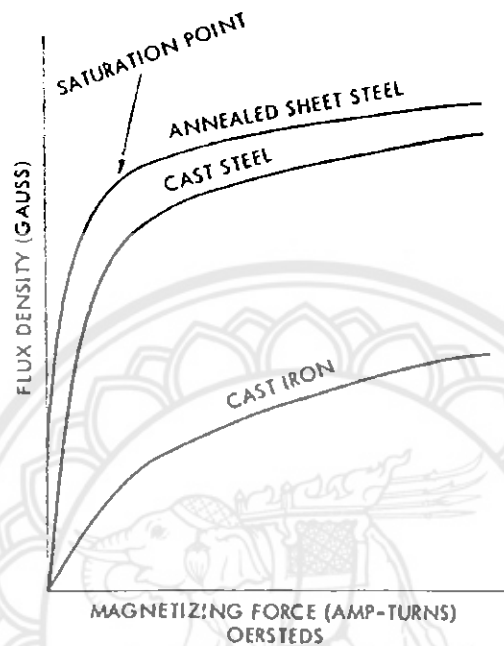 SATURATION POINT
ANNEALED SHEET STEEL
CAST STEEL
CAST IRON
FLUX DENSITY (GAUSS)
MAGNETIZING FORCE (AMP-TURNS)
OERSTEDS